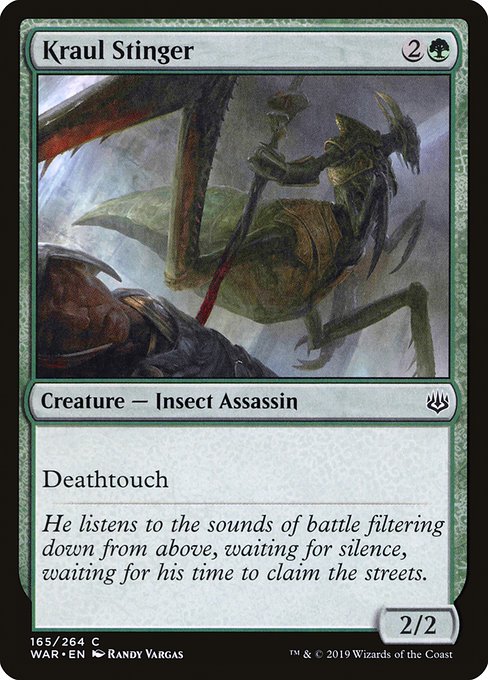 Kraul Stinger 2
Creature — Insect Assassin
Deathtouch
He listens to the sounds of battle filtering
down from above, waiting for silence,
waiting for his time to claim the streets.
2/2
165/264 C
WAR • EN Randy Vargas
™ & © 2019 Wizards of the Coast